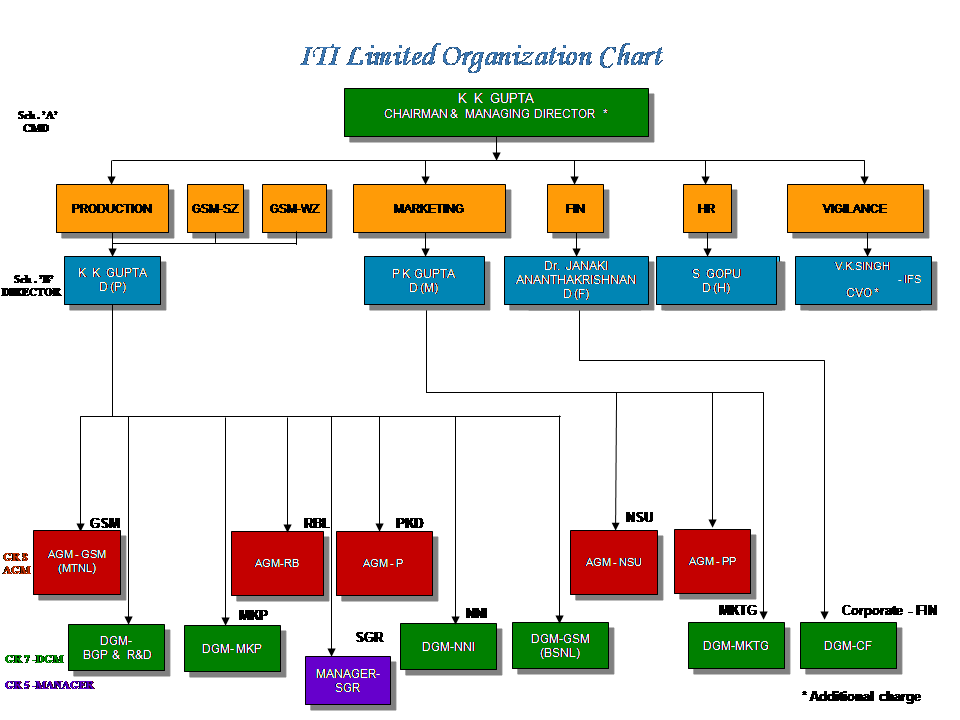 ITI Limited Organization Chart
K K GUPTA
CHAIRMAN & MANAGING DIRECTOR *
Sch. 'A'
CMD
PRODUCTION
GSM-SZ
GSM-WZ
MARKETING
FIN
HR
VIGILANCE
Sch. 'B'
DIRECTOR
K K GUPTA
D (P)
P K GUPTA
D (M)
Dr. JANAKI
ANANTHAKRISHNAN
D (F)
S GOPU
D (H)
V.K.SINGH
- IFS
CVO *
GSM
RBL
PKD
NSU
GR 8
AGM
AGM - GSM
(MTNL)
AGM-RB
AGM - P
AGM - NSU
AGM - PP
MKP
SGR
NNI
MKTG
Corporate - FIN
GR 7 -DGM
DGM-
BGP & R&D
DGM- MKP
DGM-NNI
DGM-GSM
(BSNL)
DGM-MKTG
DGM-CF
GR 5 -MANAGER
MANAGER-
SGR
* Additional charge